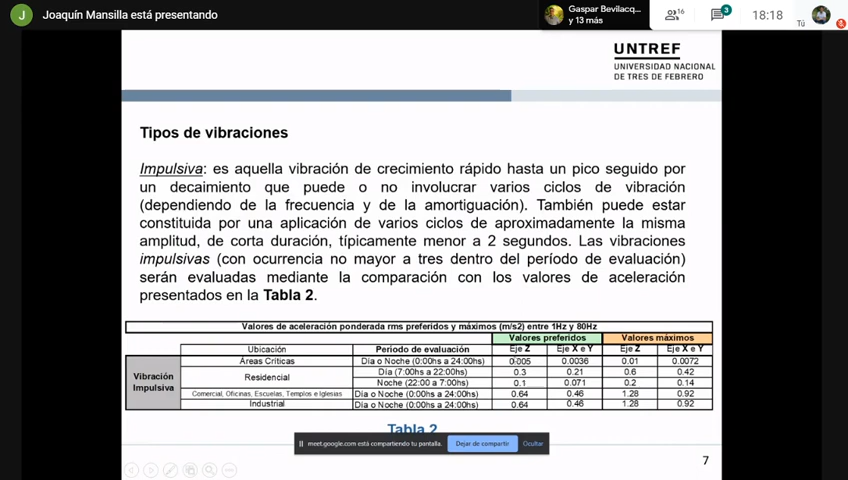 J Joaquín Mansilla está presentando
Gaspar Bevilacq...
y 13 más
16
3
18:18
Tú
UNTREF
UNIVERSIDAD NACIONAL
DE TRES DE FEBRERO
Tipos de vibraciones
Impulsiva: es aquella vibración de crecimiento rápido hasta un pico seguido por
un decaimiento que puede o no involucrar varios ciclos de vibración
(dependiendo de la frecuencia y de la amortiguación). También puede estar
constituida por una aplicación de varios ciclos de aproximadamente la misma
amplitud, de corta duración, típicamente menor a 2 segundos. Las vibraciones
impulsivas (con ocurrencia no mayor a tres dentro del período de evaluación)
serán evaluadas mediante la comparación con los valores de aceleración
presentados en la Tabla 2.
Valores de aceleración ponderada rms preferidos y máximos (m/s2) entre 1Hz y 80Hz
Valores preferidos Valores máximos
Ubicación Periodo de evaluación Eje Z Eje X e Y Eje Z Eje X e Y
Vibración Impulsiva
Áreas Críticas Día o Noche (0:00hs a 24:00hs) 0.005 0.0036 0.01 0.0072
Residencial Día (7:00hs a 22:00hs) 0.3 0.21 0.6 0.42
Noche (22:00 a 7:00hs) 0.1 0.071 0.2 0.14
Comercial, Oficinas, Escuelas, Templos e Iglesias Día o Noche (0:00hs a 24:00hs) 0.64 0.46 1.28 0.92
Industrial Día o Noche (0:00hs a 24:00hs) 0.64 0.46 1.28 0.92
Tabla 2
meet.google.com está compartiendo tu pantalla. Dejar de compartir Ocultar
7